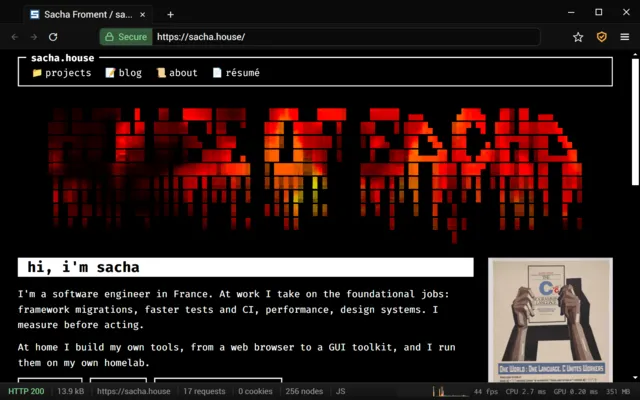 Sacha Froment / sa...
Secure
https://sacha.house/
sacha.house
projects blog about résumé
HOUSE OF SACHA
hi, i'm sacha
I'm a software engineer in France. At work I take on the foundational jobs:
framework migrations, faster tests and CI, performance, design systems. I
measure before acting.
At home I build my own tools, from a web browser to a GUI toolkit, and I run
them on my own homelab.
THE
C
PROGRAMMING
LANGUAGE
ONE WORLD · ONE LANGUAGE, C UNITES WORKERS
HTTP 200 13.9 kB https://sacha.house 17 requests 0 cookies 256 nodes JS 44 fps CPU 2.7 ms GPU 0.20 ms 351 MB